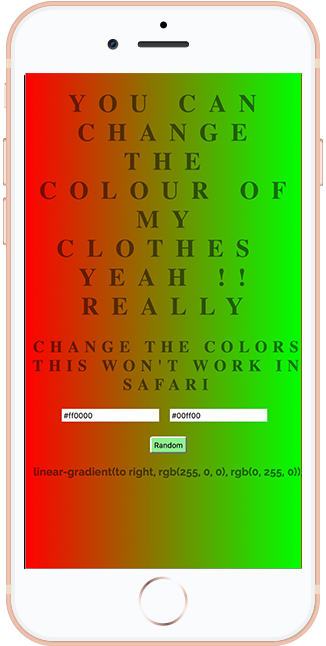 YOU CAN
CHANGE
THE
COLOUR OF
MY
CLOTHES
YEAH !!
REALLY
CHANGE THE COLORS
THIS WON'T WORK IN
SAFARI
#ff0000 #00ff00
Random
linear-gradient(to right, rgb(255, 0, 0), rgb(0, 255, 0))